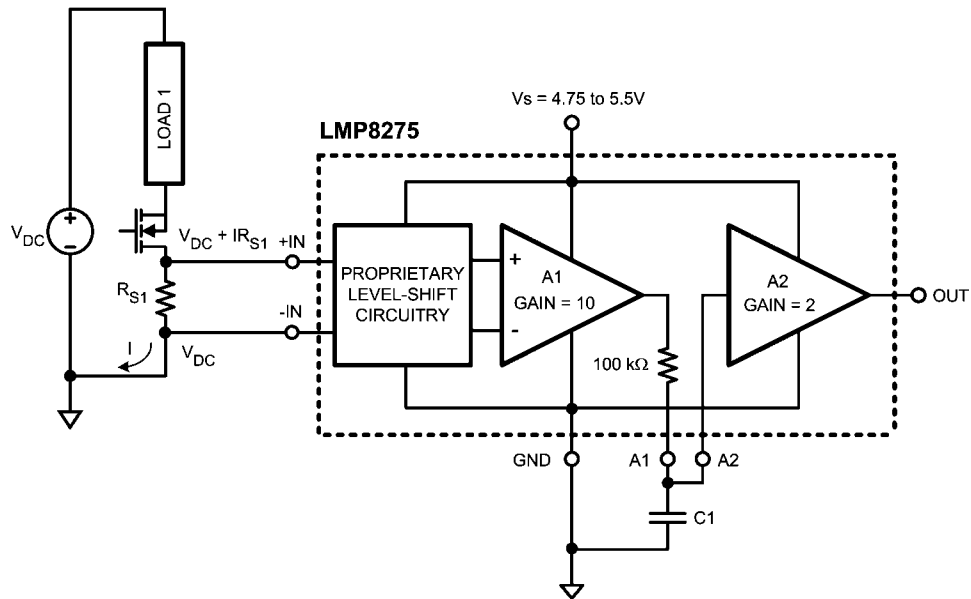 Vs = 4.75 to 5.5V
LMP8275
LOAD 1
VDC
VDC + IRS1
+IN
RS1
-IN
I
VDC
PROPRIETARY
LEVEL-SHIFT
CIRCUITRY
+
-
A1
GAIN = 10
100 kΩ
A2
GAIN = 2
OUT
GND
A1
A2
C1